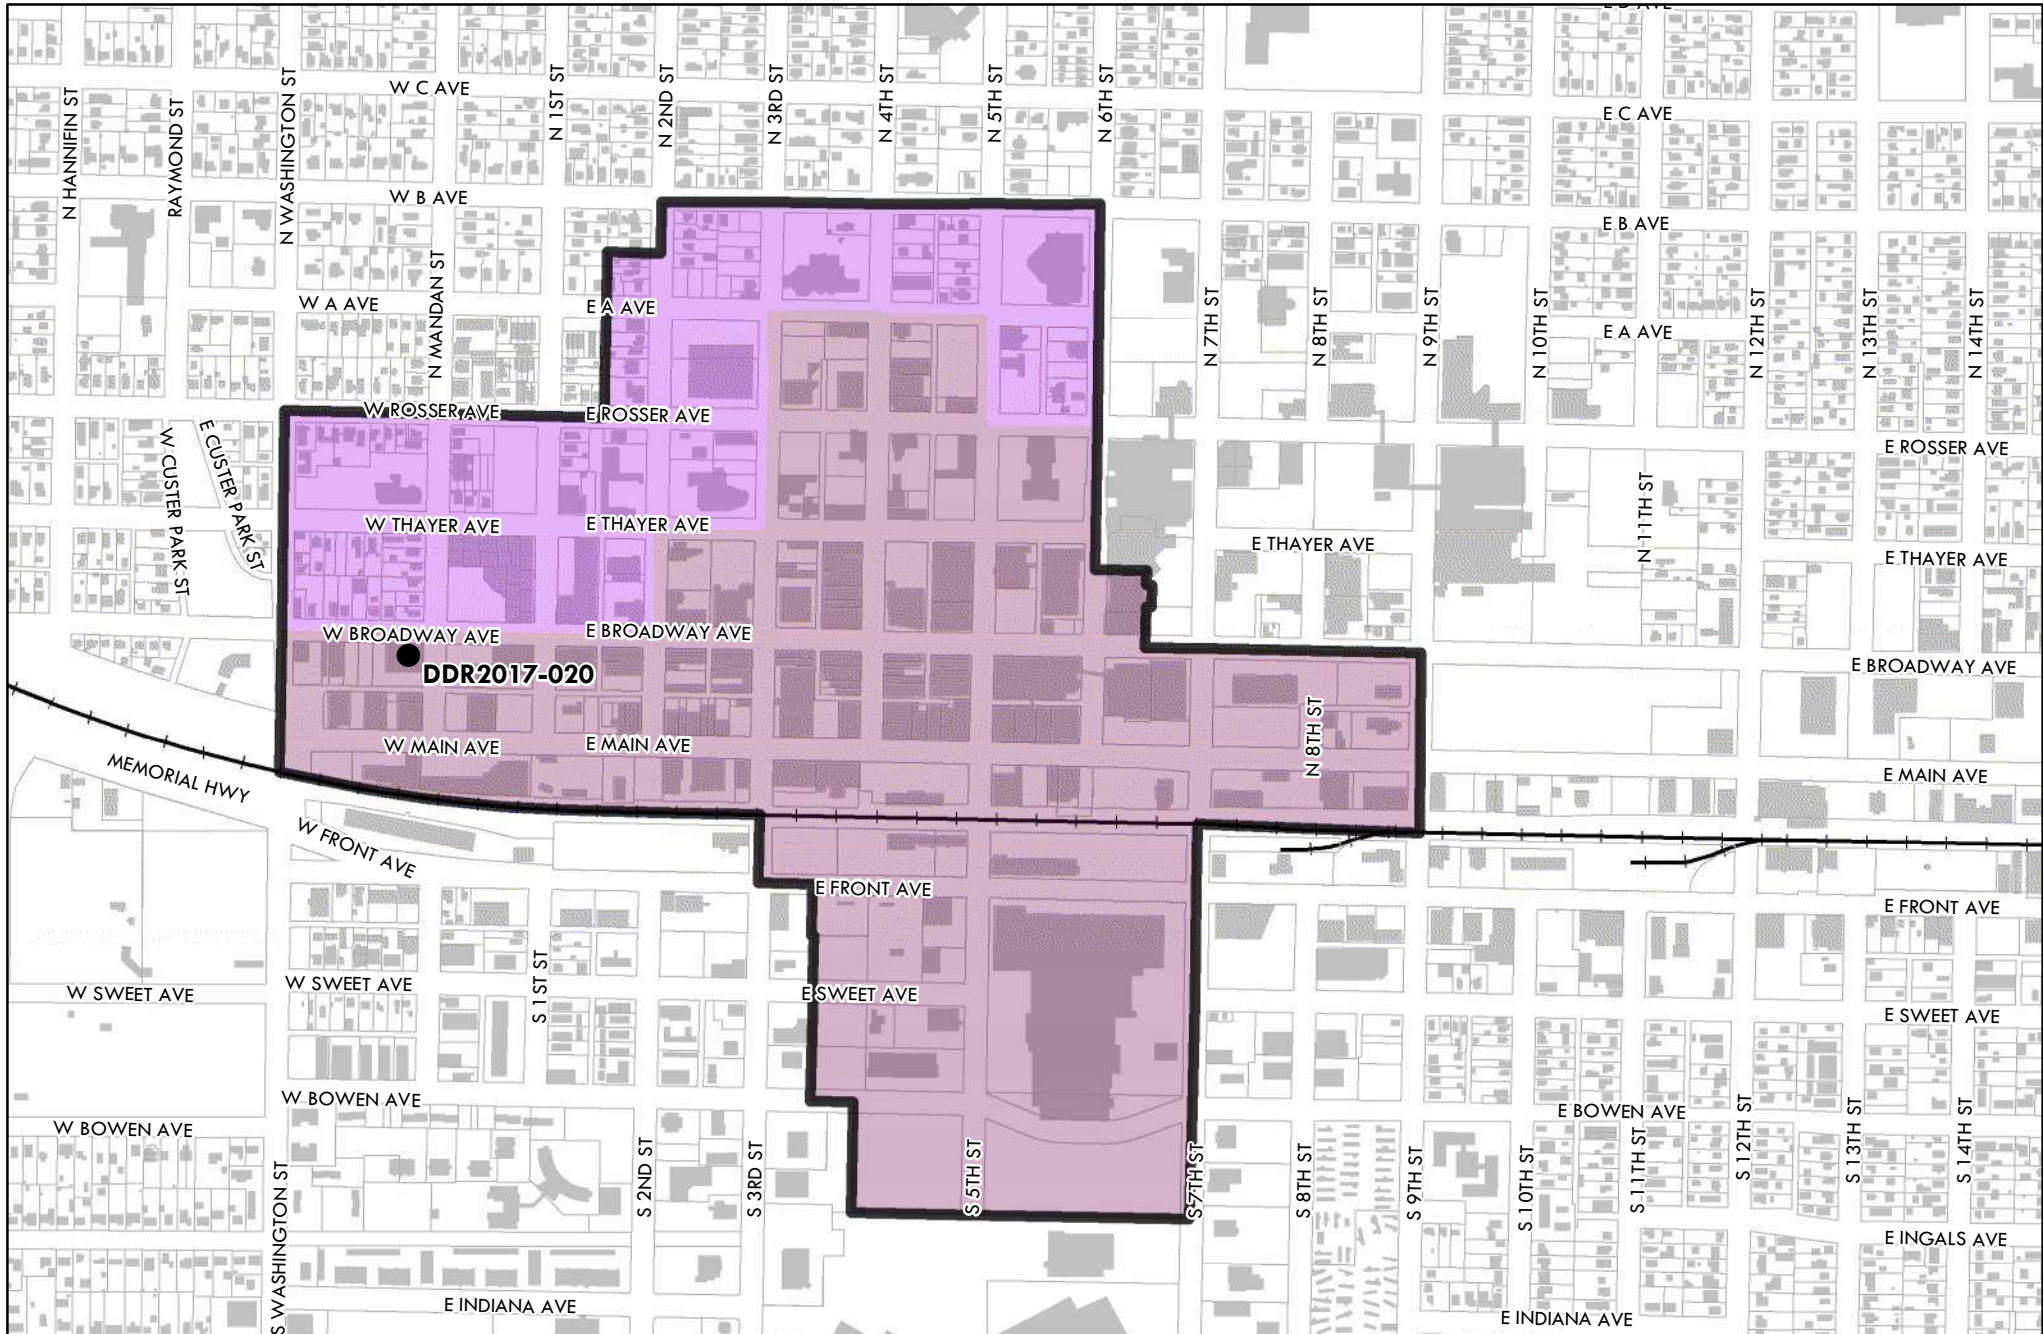 E D AVE
W C AVE
N HANNIFIN ST
RAYMOND ST
N WASHINGTON ST
N 1ST ST
N 2ND ST
N 3RD ST
N 4TH ST
N 5TH ST
N 6TH ST
E C AVE
W B AVE
E B AVE
W A AVE
N MANDAN ST
E A AVE
N 7TH ST
N 8TH ST
N 9TH ST
N 10TH ST
E A AVE
N 12TH ST
N 13TH ST
N 14TH ST
W ROSSER AVE
E ROSSER AVE
E ROSSER AVE
W CUSTER PARK ST
E CUSTER PARK ST
W THAYER AVE
E THAYER AVE
E THAYER AVE
N 11TH ST
E THAYER AVE
W BROADWAY AVE
E BROADWAY AVE
E BROADWAY AVE
DDR2017-020
N 8TH ST
W MAIN AVE
E MAIN AVE
E MAIN AVE
MEMORIAL HWY
W FRONT AVE
E FRONT AVE
E FRONT AVE
W SWEET AVE
W SWEET AVE
S 1ST ST
E SWEET AVE
E SWEET AVE
W BOWEN AVE
W BOWEN AVE
E BOWEN AVE
S WASHINGTON ST
S 2ND ST
S 3RD ST
S 5TH ST
S 7TH ST
S 8TH ST
S 9TH ST
S 10TH ST
S 11TH ST
S 12TH ST
S 13TH ST
S 14TH ST
E INGALS AVE
E INDIANA AVE
E INDIANA AVE